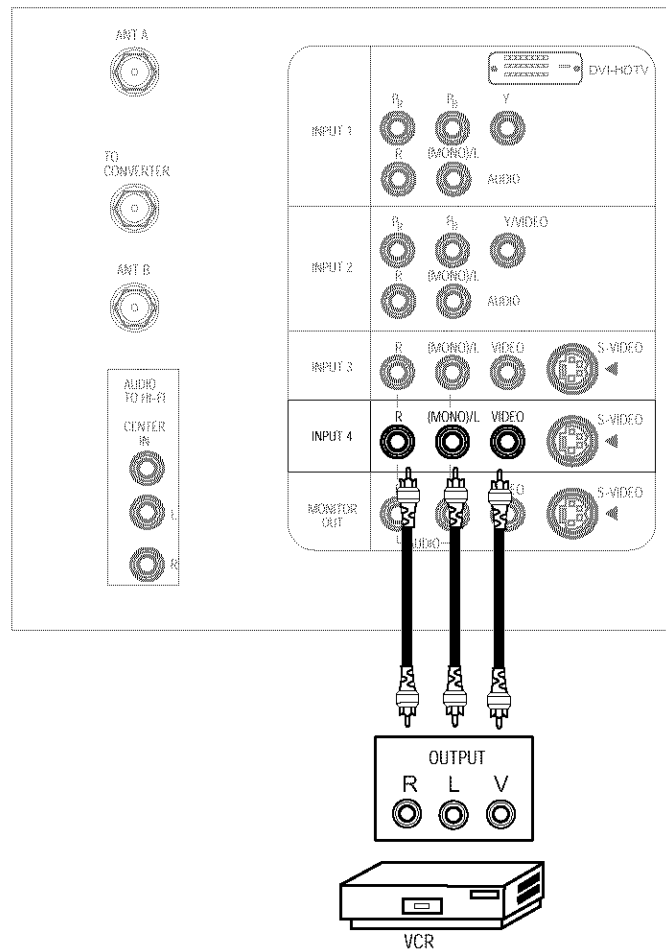 ANT A
TO
CONVERTER
ANT B
AUDIO
TO HI-FI
CENTER
IN
L
R
DVI-HDTV
INPUT 1
PR PB Y
R (MONO)/L AUDIO
INPUT 2
PR PB Y/VIDEO
R (MONO)/L AUDIO
INPUT 3
R (MONO)/L VIDEO S-VIDEO
INPUT 4
R (MONO)/L VIDEO
MONITOR
OUT
S-VIDEO
AUDIO
OUTPUT
R L V
VCR